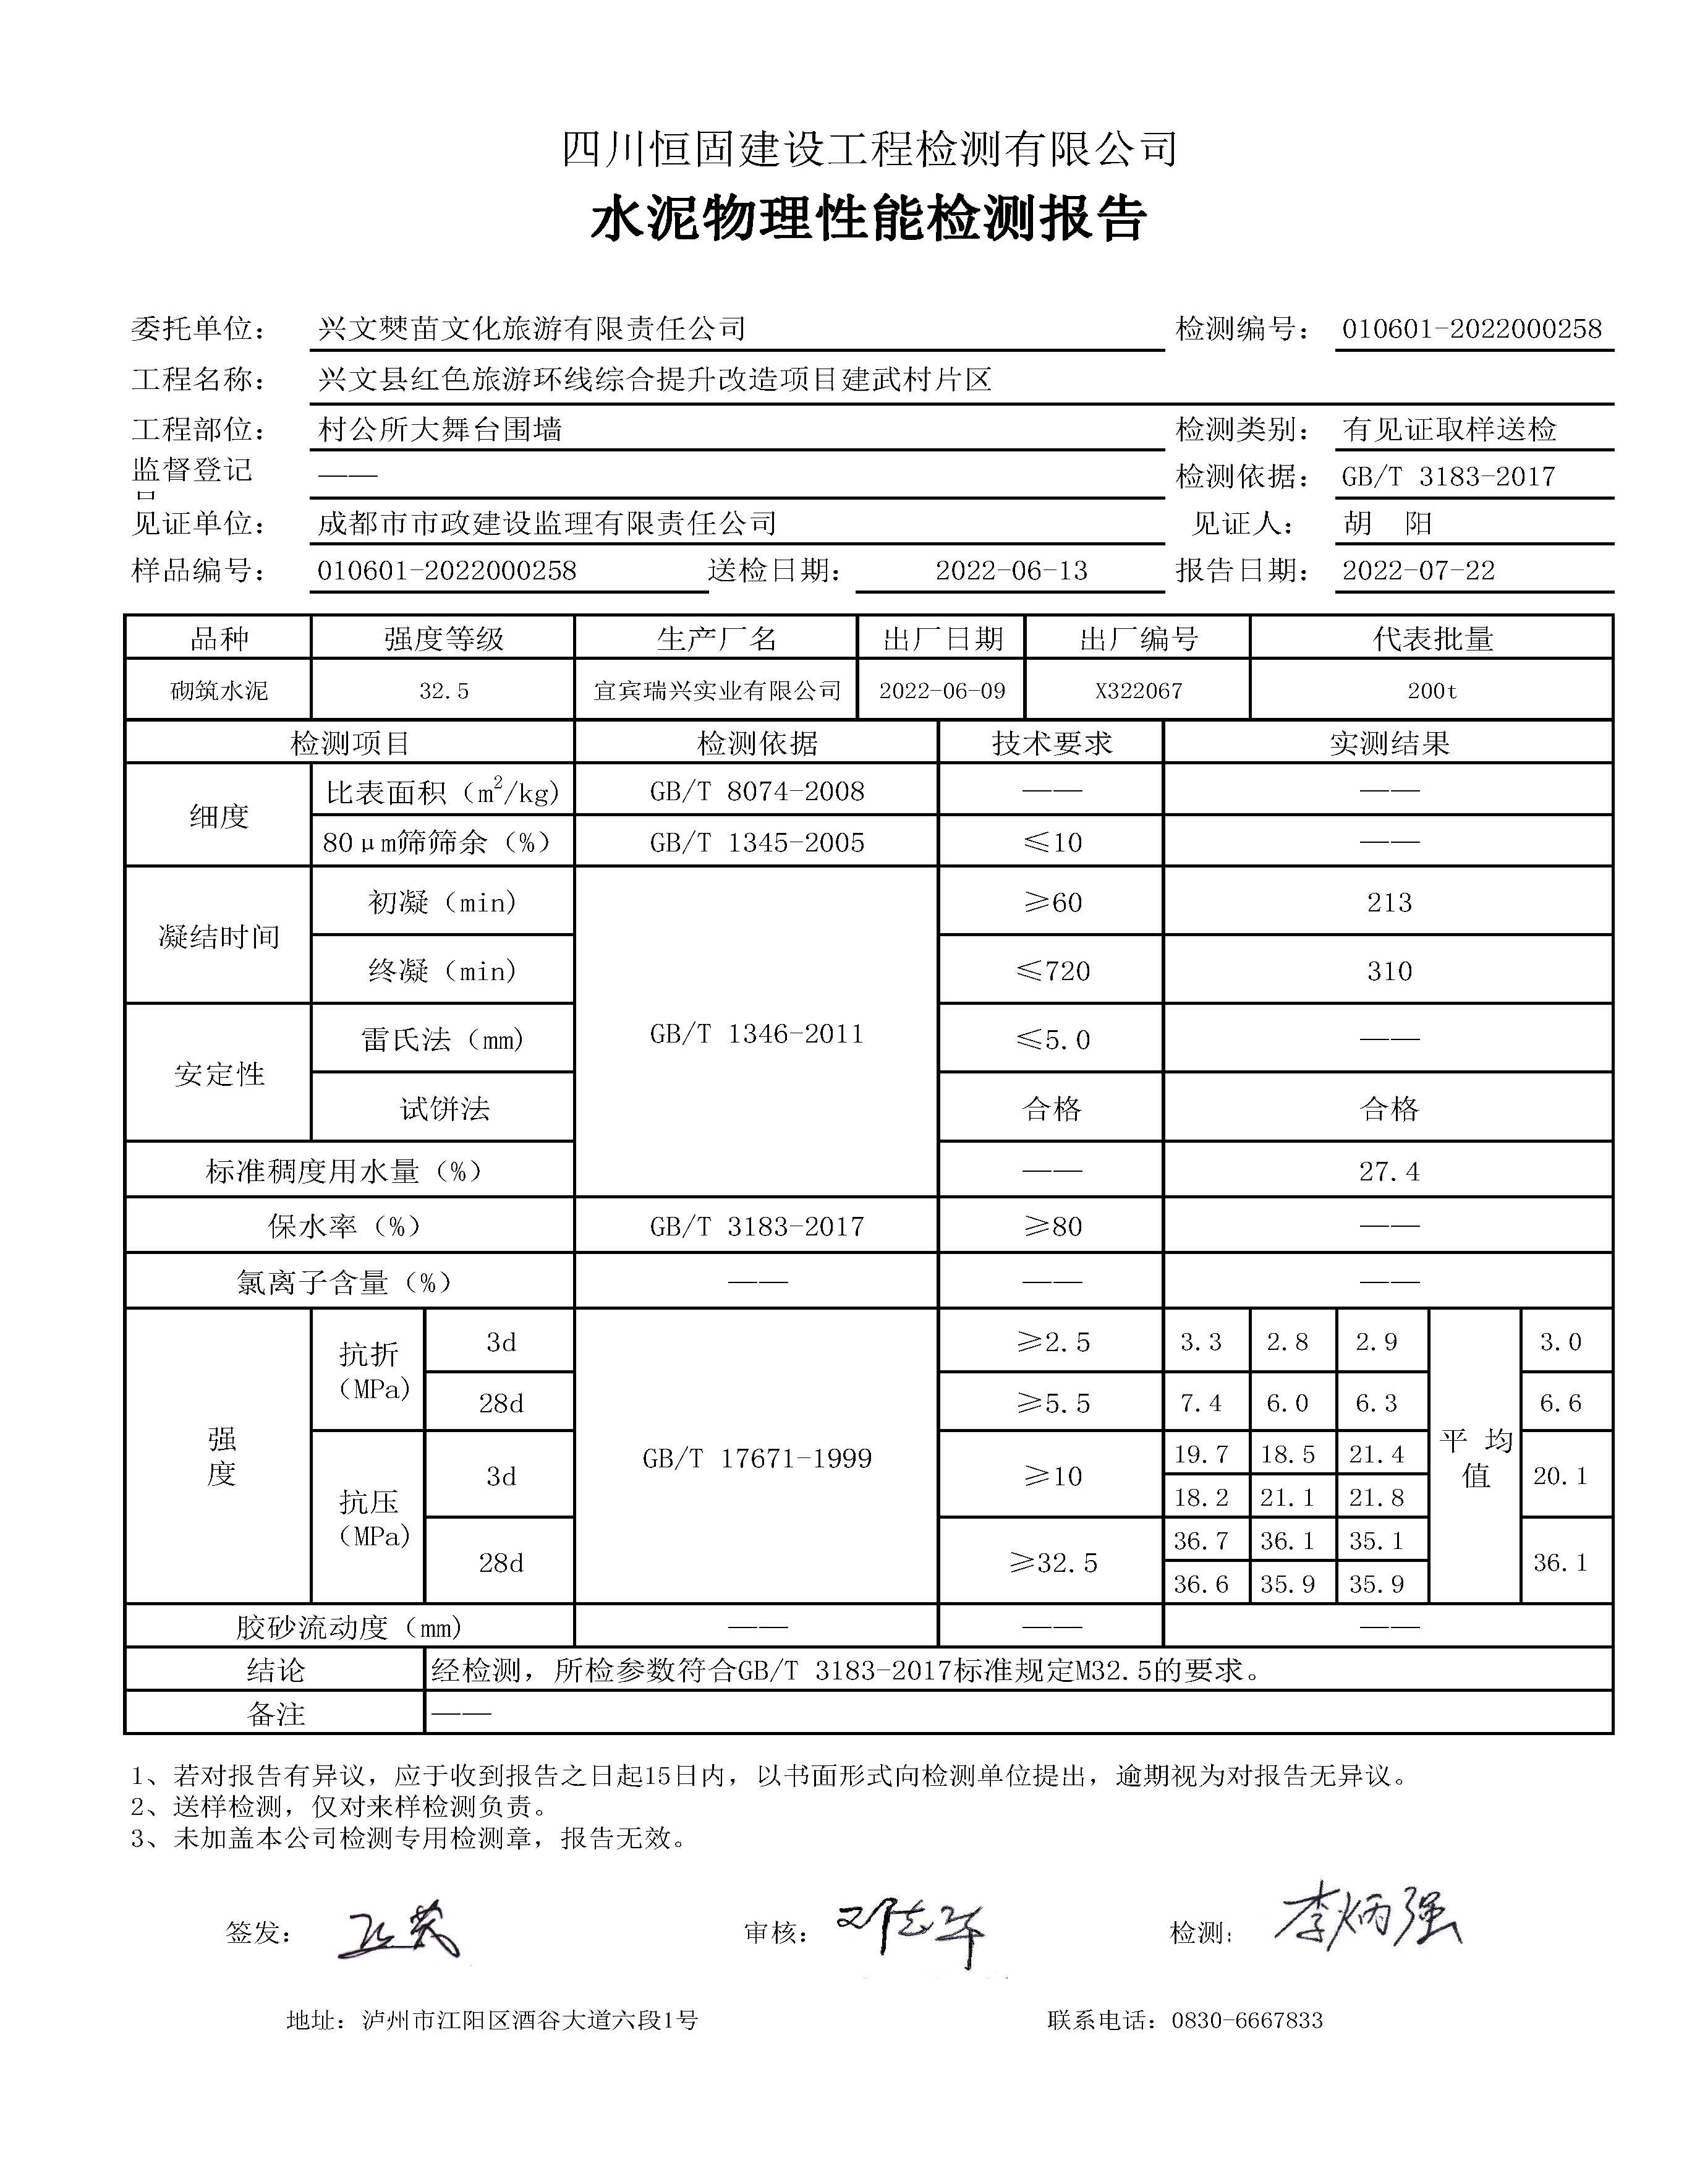 四川恒固建设工程检测有限公司
水泥物理性能检测报告
委托单位： 兴文僰苗文化旅游有限责任公司 检测编号： 010601-2022000258
工程名称： 兴文县红色旅游环线综合提升改造项目建武村片区
工程部位： 村公所大舞台围墙 检测类别： 有见证取样送检
监督登记 —— 检测依据： GB/T 3183-2017
见证单位： 成都市市政建设监理有限责任公司 见证人： 胡 阳
样品编号： 010601-2022000258 送检日期： 2022-06-13 报告日期： 2022-07-22
品种 强度等级 生产厂名 出厂日期 出厂编号 代表批量
砌筑水泥 32.5 宜宾瑞兴实业有限公司 2022-06-09 X322067 200t
检测项目 检测依据 技术要求 实测结果
细度 比表面积（m²/kg) GB/T 8074-2008 —— ——
80μm筛筛余（%） GB/T 1345-2005 ≤10 ——
凝结时间 初凝（min) GB/T 1346-2011 ≥60 213
终凝（min) ≤720 310
安定性 雷氏法（mm) ≤5.0 ——
试饼法 合格 合格
标准稠度用水量（%） —— 27.4
保水率（%） GB/T 3183-2017 ≥80 ——
氯离子含量（%） —— —— ——
强度 抗折（MPa) 3d GB/T 17671-1999 ≥2.5 3.3 2.8 2.9 平均值 3.0
28d ≥5.5 7.4 6.0 6.3 6.6
抗压（MPa) 3d ≥10 19.7 18.5 21.4 20.1
18.2 21.1 21.8
28d ≥32.5 36.7 36.1 35.1 36.1
36.6 35.9 35.9
胶砂流动度（mm) —— —— ——
结论 经检测，所检参数符合GB/T 3183-2017标准规定M32.5的要求。
备注 ——
1、若对报告有异议，应于收到报告之日起15日内，以书面形式向检测单位提出，逾期视为对报告无异议。
2、送样检测，仅对来样检测负责。
3、未加盖本公司检测专用检测章，报告无效。
签发： 审核： 检测： 李炳强
地址：泸州市江阳区酒谷大道六段1号 联系电话：0830-6667833